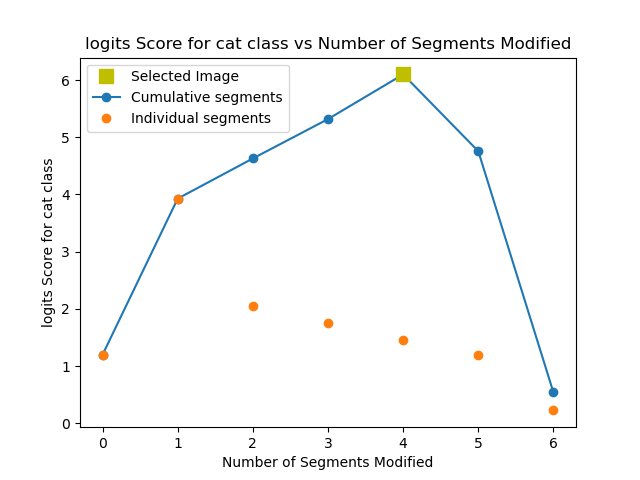 logits Score for cat class vs Number of Segments Modified
Selected Image
Cumulative segments
Individual segments
logits Score for cat class
6
5
4
3
2
1
0
0 1 2 3 4 5 6
Number of Segments Modified